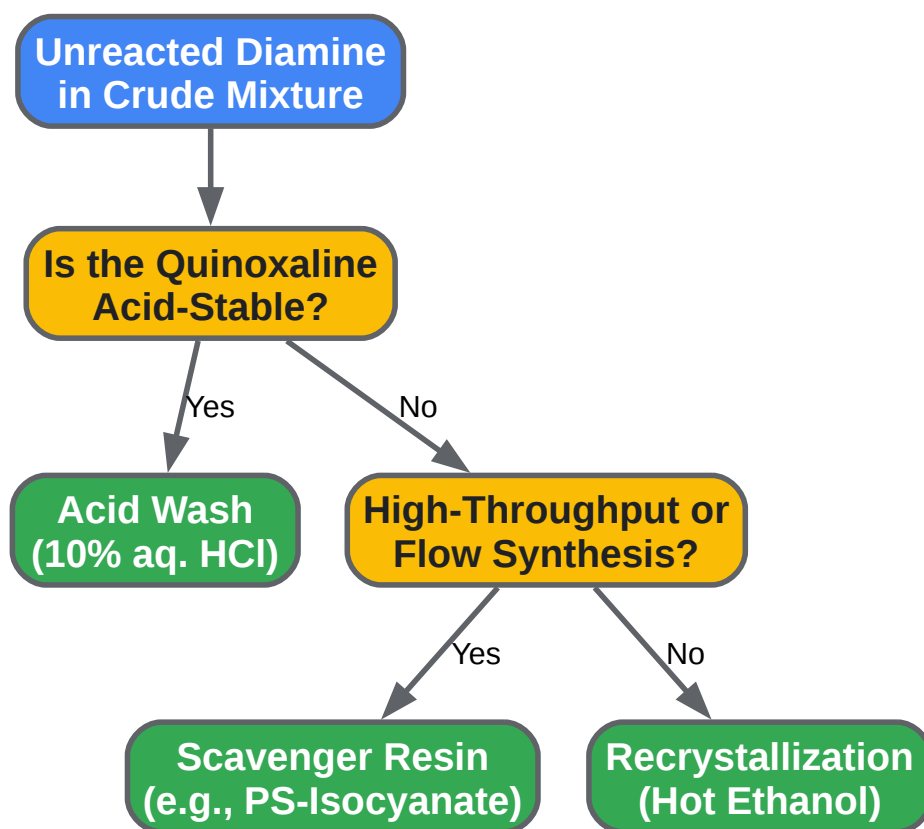 Unreacted Diamine
in Crude Mixture
Is the Quinoxaline
Acid-Stable?
Yes
No
Acid Wash
(10% aq. HCl)
High-Throughput or
Flow Synthesis?
Yes
No
Scavenger Resin
(e.g., PS-Isocyanate)
Recrystallization
(Hot Ethanol)